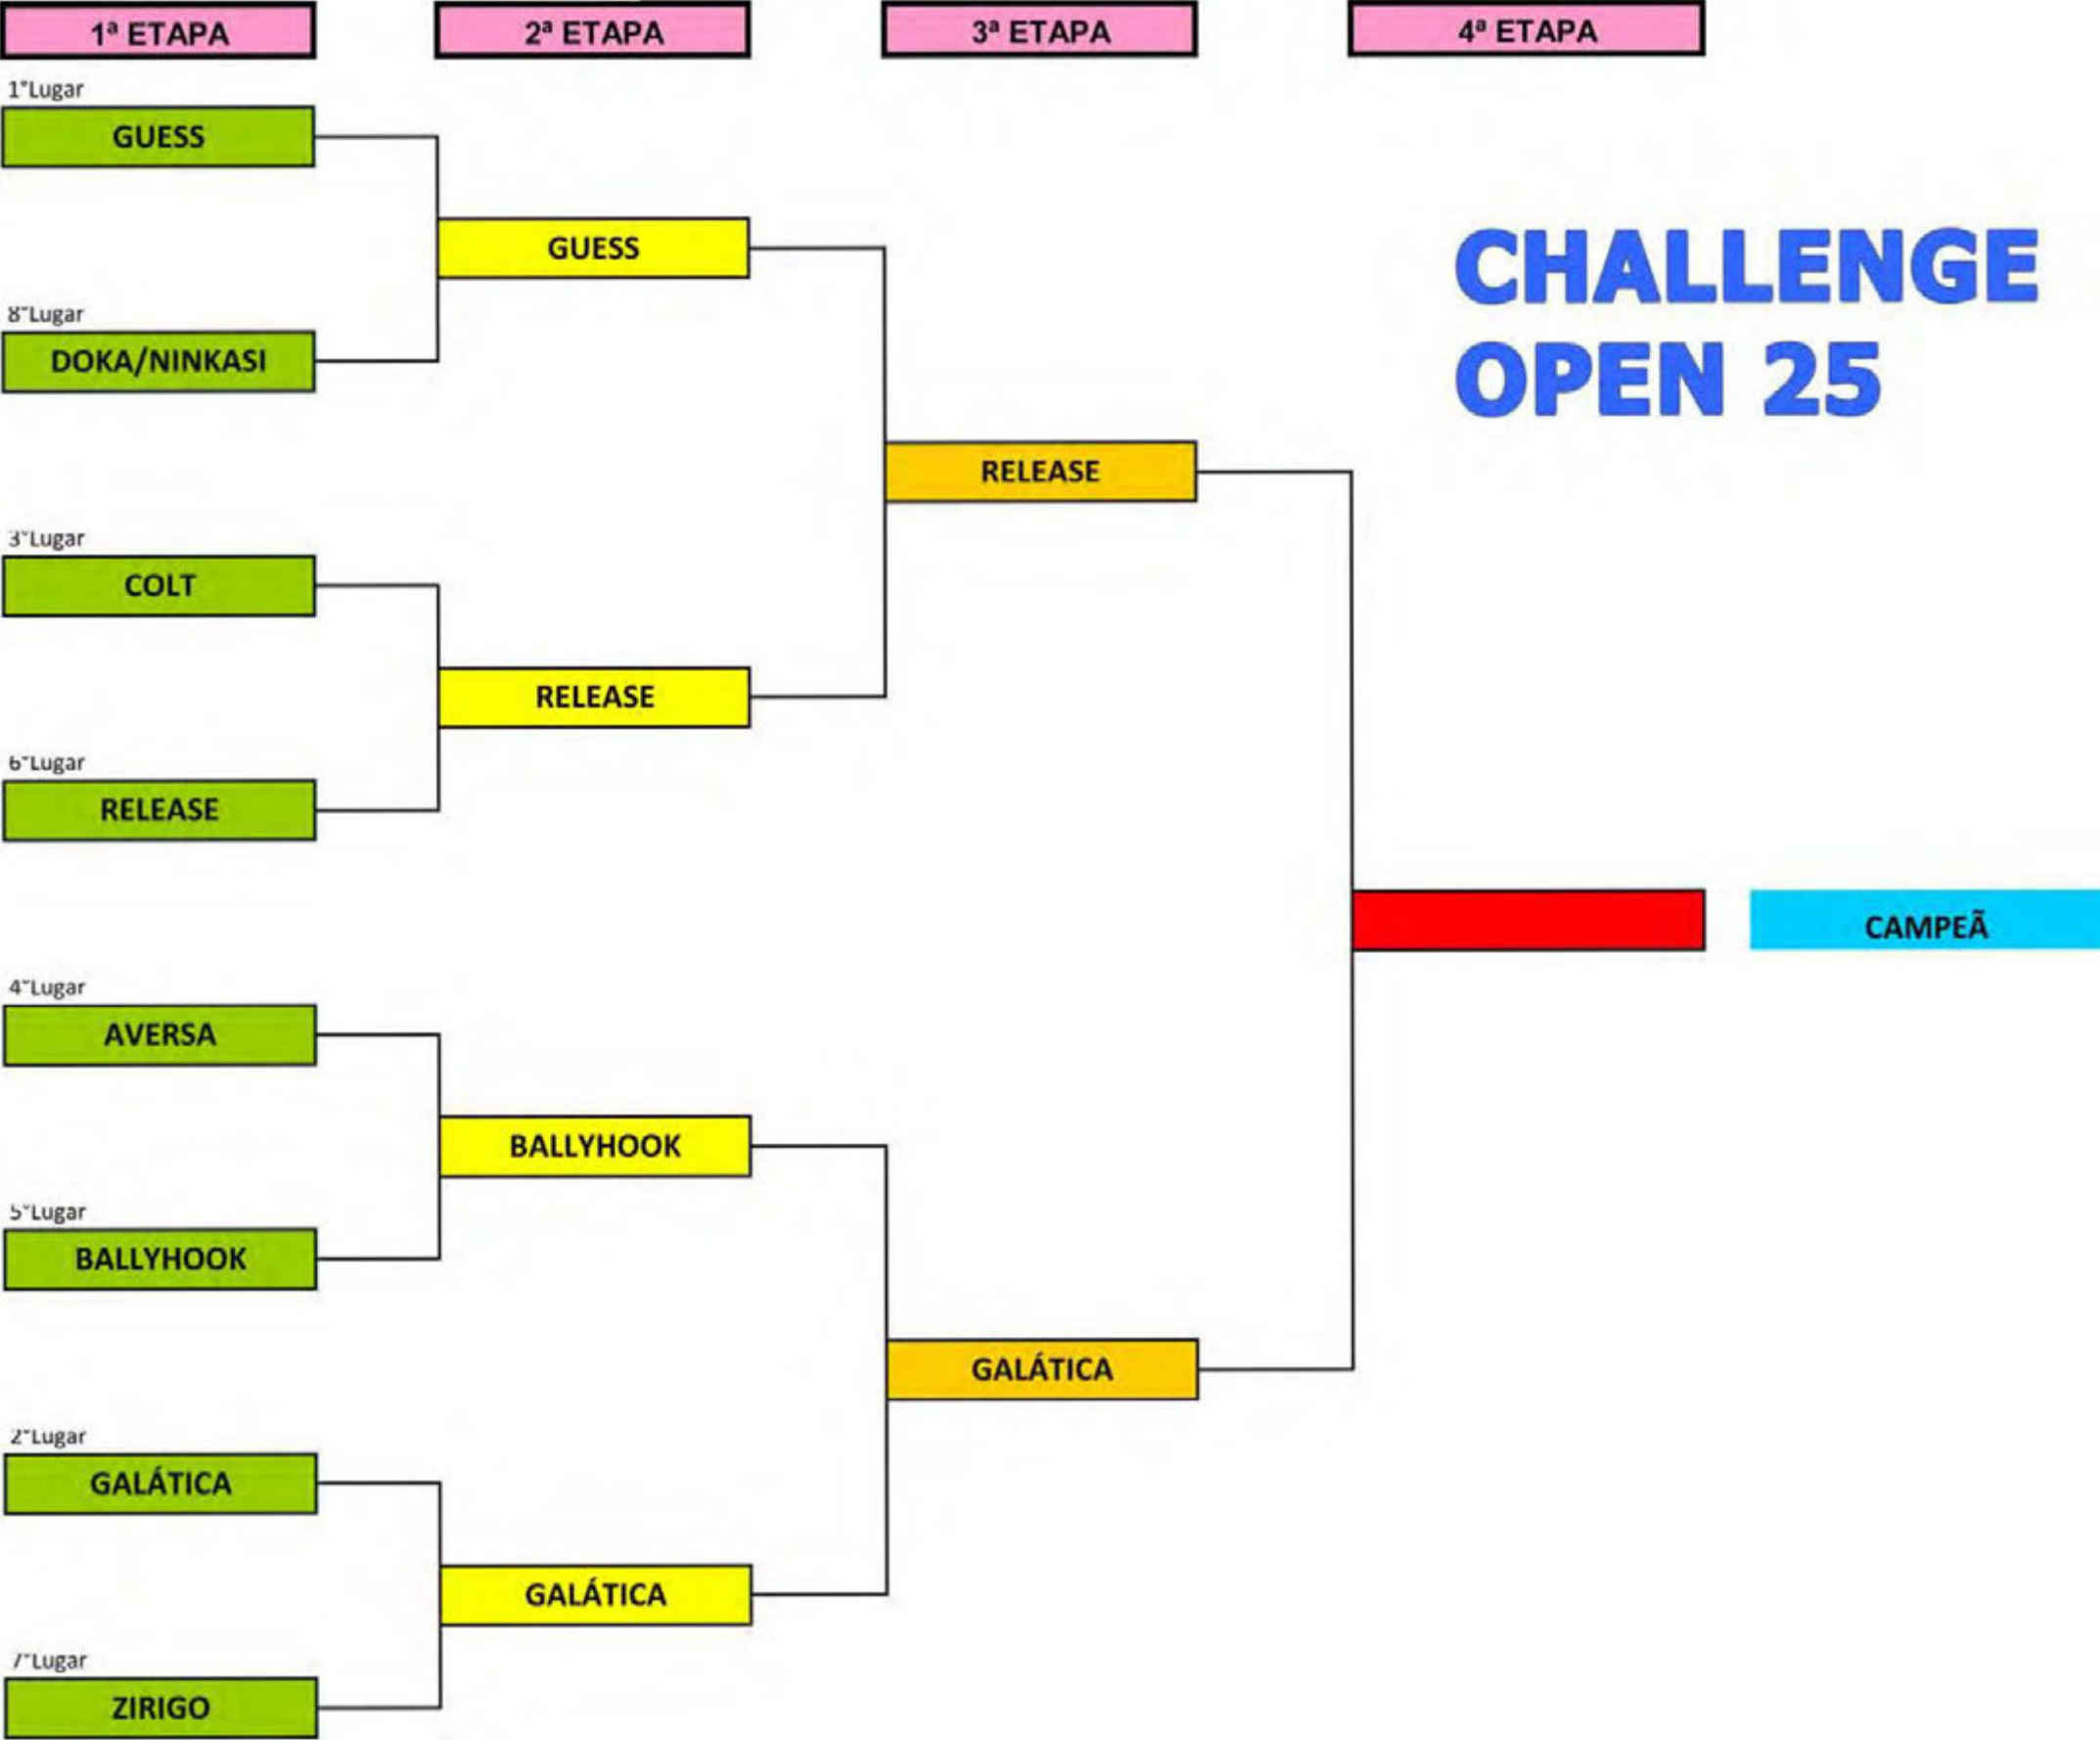 1ª ETAPA
2ª ETAPA
3ª ETAPA
4ª ETAPA
1°Lugar
GUESS
GUESS
8°Lugar
DOKA/NINKASI
CHALLENGE
OPEN 25
RELEASE
3°Lugar
COLT
RELEASE
6°Lugar
RELEASE
CAMPEÃ
4°Lugar
AVERSA
BALLYHOOK
5°Lugar
BALLYHOOK
GALÁTICA
2°Lugar
GALÁTICA
GALÁTICA
7°Lugar
ZIRIGO